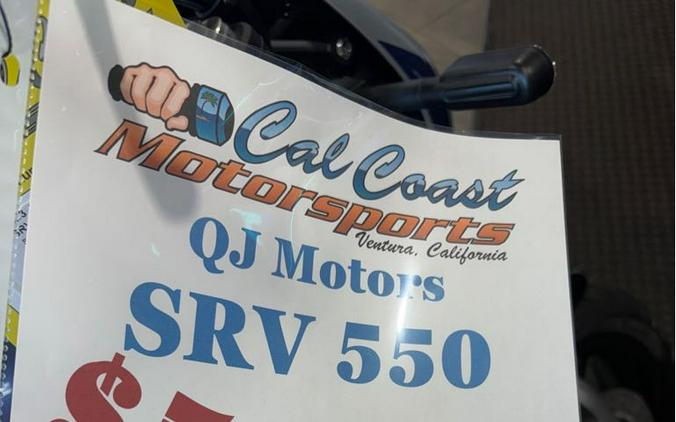 Cal Coast
Motorsports
Ventura, California
QJ Motors
SRV 550
$